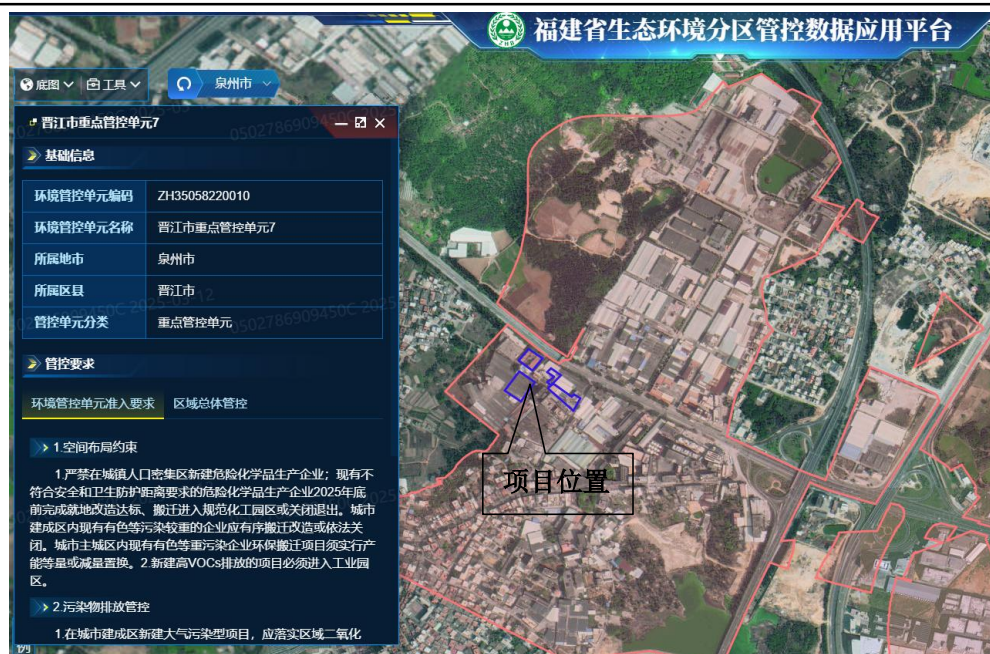 福建省生态环境分区管控数据应用平台
底图 工具 泉州市
晋江市重点管控单元7
基础信息
环境管控单元编码 ZH35058220010
环境管控单元名称 晋江市重点管控单元7
所属地市 泉州市
所属区县 晋江市
管控单元分类 重点管控单元
管控要求
环境管控单元准入要求 区域总体管控
1.空间布局约束
1.严禁在城镇人口密集区新建危险化学品生产企业；现有不
符合安全和卫生防护距离要求的危险化学品生产企业2025年底
前完成就地改造达标、搬迁进入规范化工园区或关闭退出。城市
建成区内现有有色等污染较重的企业应有序搬迁改造或依法关
闭。城市主城区内现有有色等重污染企业环保搬迁项目须实行产
能等量或减量置换。2.新建高VOCs排放的项目必须进入工业园
区。
2.污染物排放管控
1.在城市建成区新建大气污染型项目，应落实区域二氧化
例
项目位置